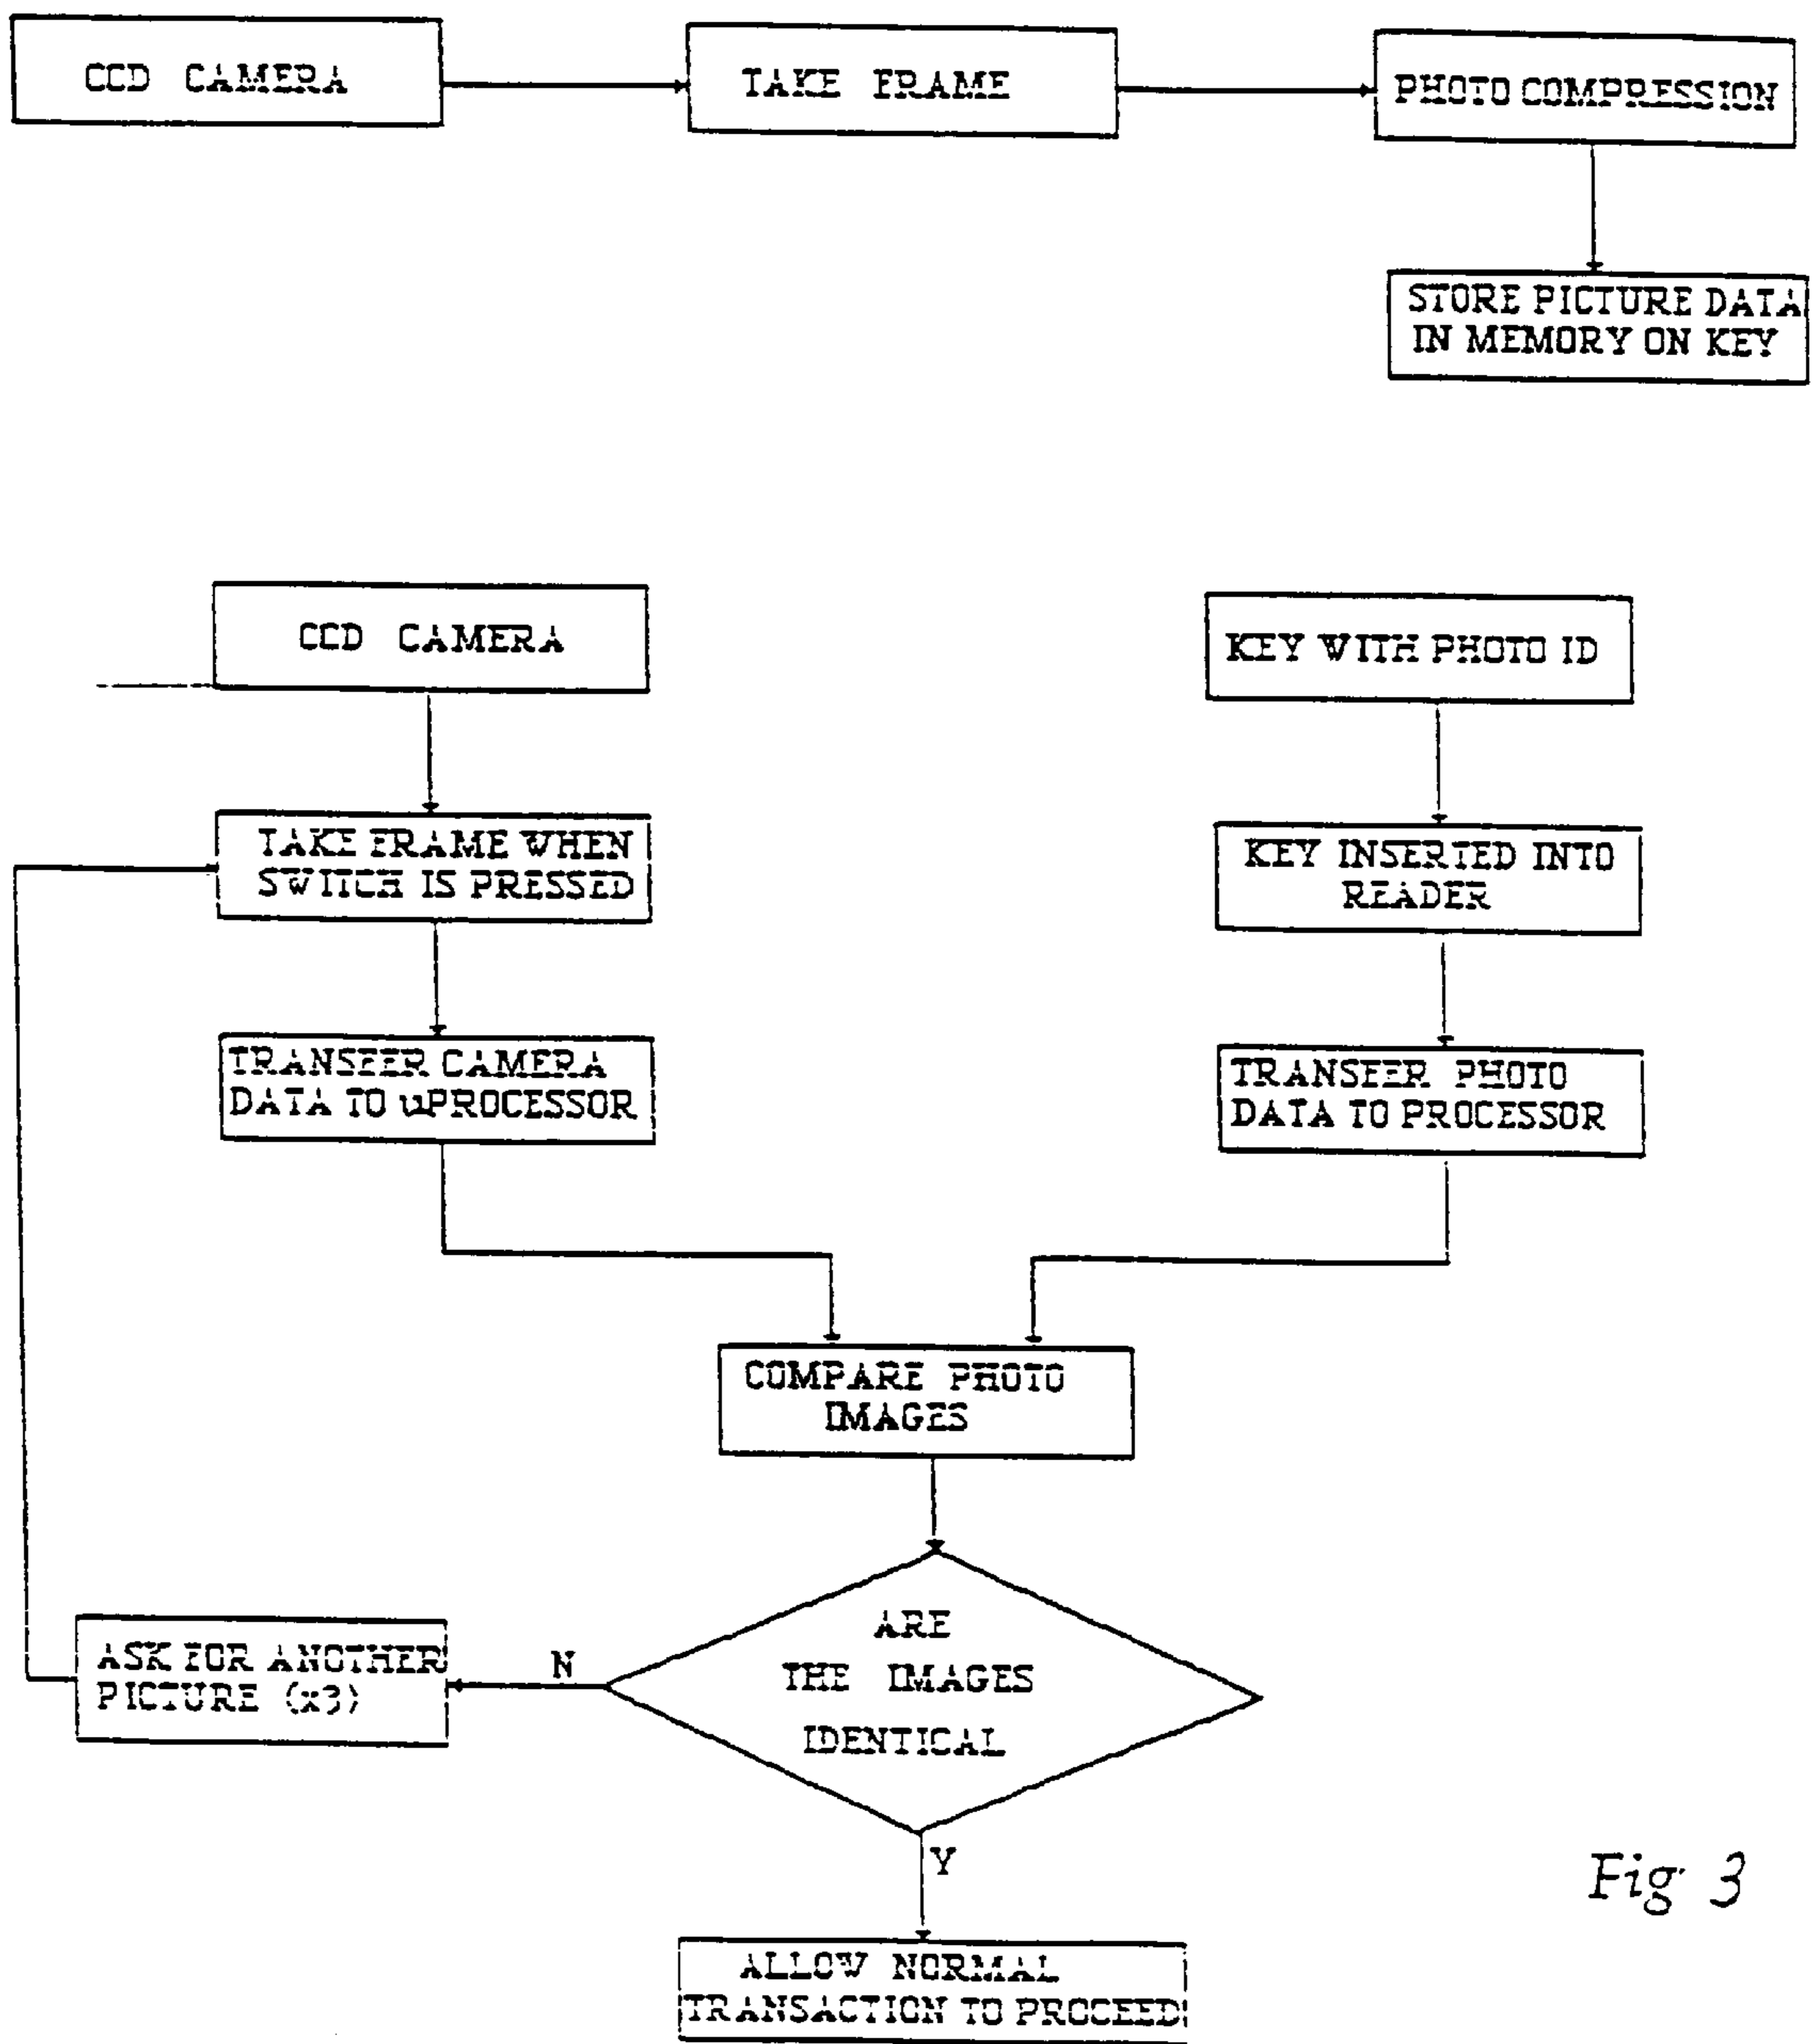 CCD CAMERA
TAKE FRAME
PHOTO COMPRESSION
STORE PICTURE DATA
IN MEMORY ON KEY
CCD CAMERA
TAKE FRAME WHEN
SWITCH IS PRESSED
TRANSFER CAMERA
DATA TO uPROCESSOR
KEY WITH PHOTO ID
KEY INSERTED INTO
READER
TRANSFER PHOTO
DATA TO PROCESSOR
COMPARE PHOTO
IMAGES
ARE
THE IMAGES
IDENTICAL
N
ASK FOR ANOTHER
PICTURE (x3)
Y
ALLOW NORMAL
TRANSACTION TO PROCEED
Fig 3